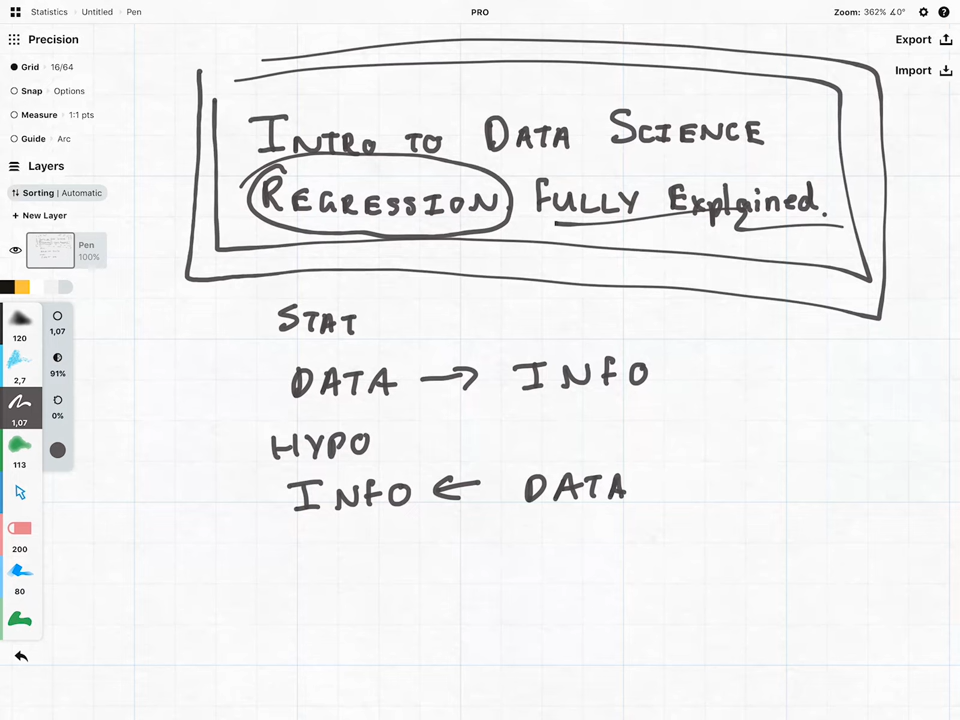 Statistics › Untitled › Pen
PRO
Zoom: 362% ∡0°
Precision
Export
Grid › 16/64
Import
Snap › Options
Measure › 1:1 pts
Guide › Arc
Layers
Sorting | Automatic
+ New Layer
Pen
100%
120
2,7
1,07
113
200
80
1,07
91%
0%
INTRO TO DATA SCIENCE
REGRESSION FULLY Explained.
STAT
DATA → INFO
HYPO
INFO ← DATA